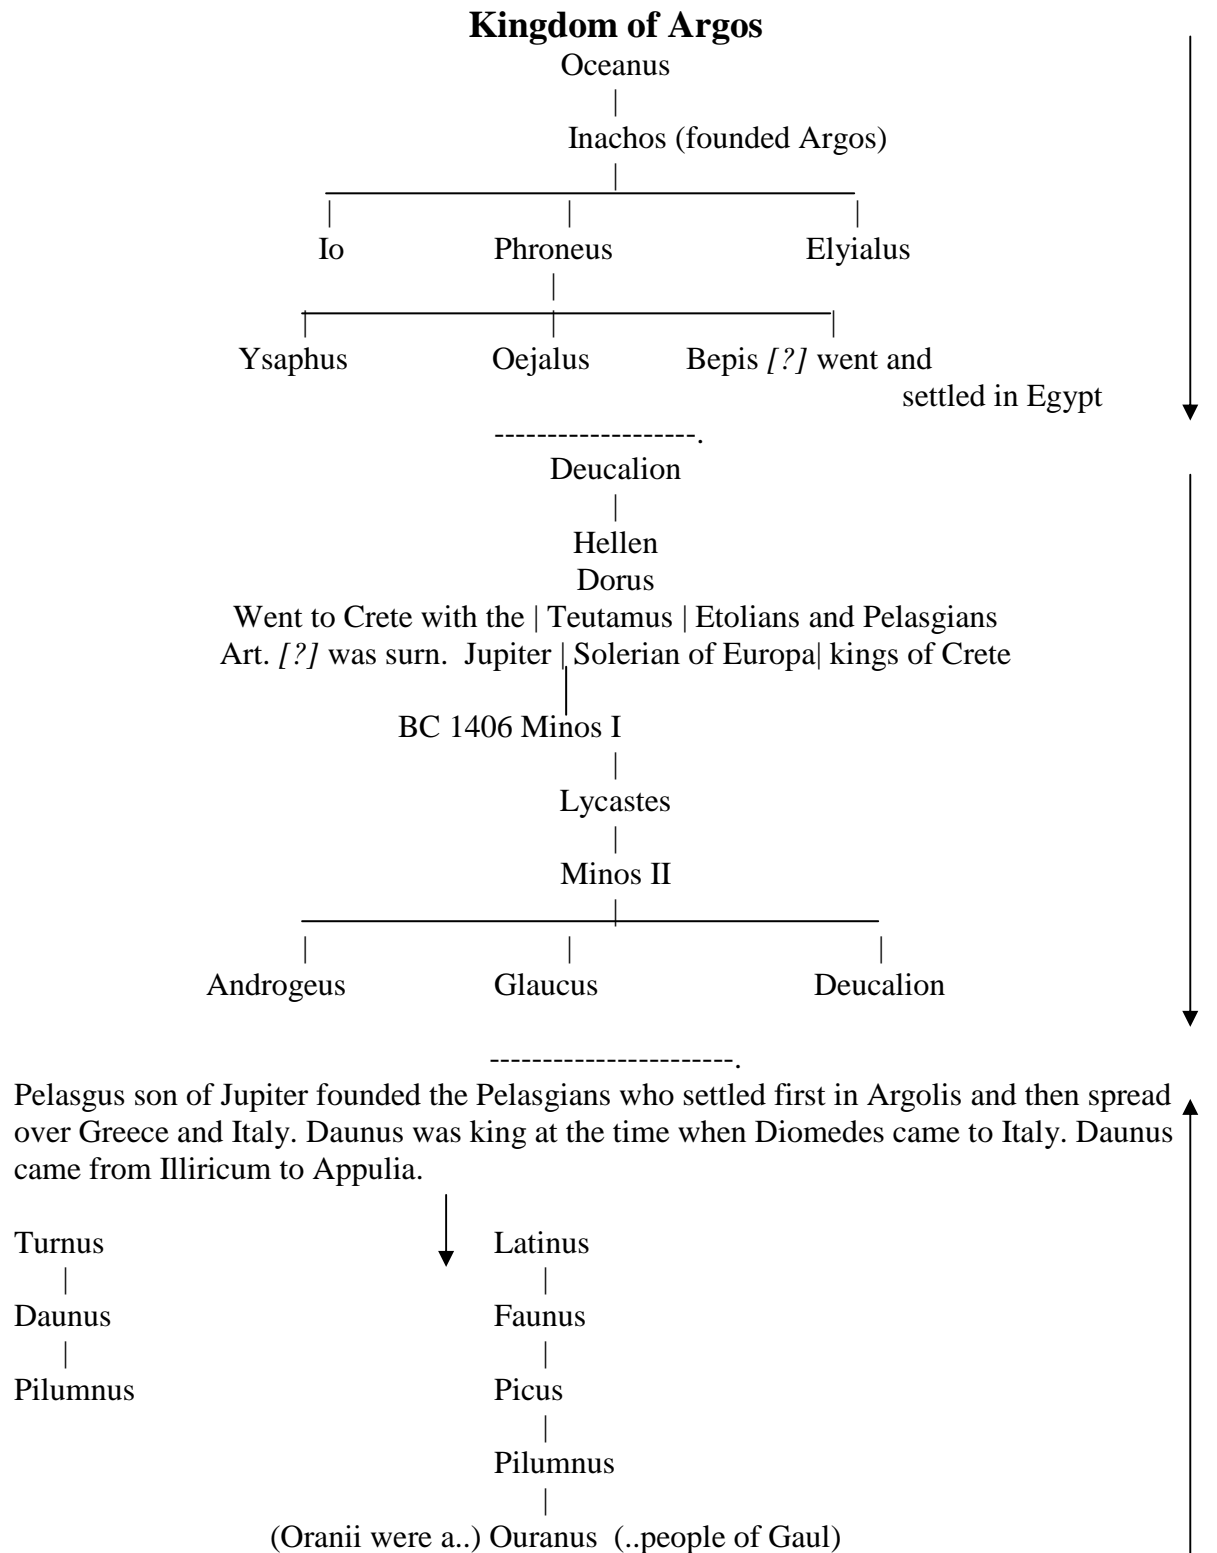 Kingdom of Argos
Oceanus
Inachos (founded Argos)
Io Phroneus Elyialus
Ysaphus Oejalus Bepis [?] went and
settled in Egypt
-------------------.
Deucalion
Hellen
Dorus
Went to Crete with the | Teutamus | Etolians and Pelasgians
Art. [?] was surn. Jupiter | Solerian of Europa| kings of Crete
BC 1406 Minos I
Lycastes
Minos II
Androgeus Glaucus Deucalion
-----------------------.
Pelasgus son of Jupiter founded the Pelasgians who settled first in Argolis and then spread
over Greece and Italy. Daunus was king at the time when Diomedes came to Italy. Daunus
came from Illiricum to Appulia.
Turnus Latinus
Daunus Faunus
Pilumnus Picus
Pilumnus
(Oranii were a..) Ouranus (..people of Gaul)